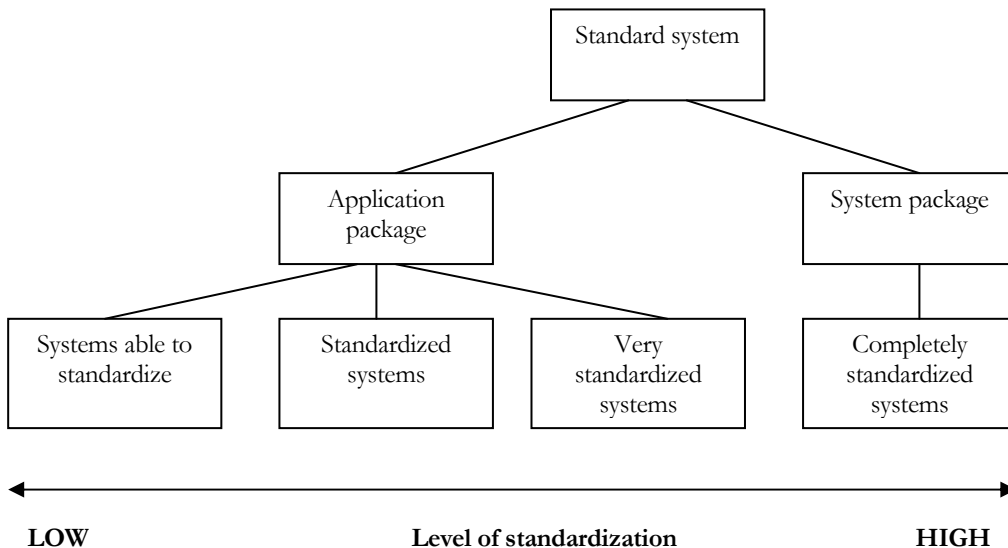 Standard system
Application
package
System package
Systems able to
standardize
Standardized
systems
Very
standardized
systems
Completely
standardized
systems
LOW
Level of standardization
HIGH